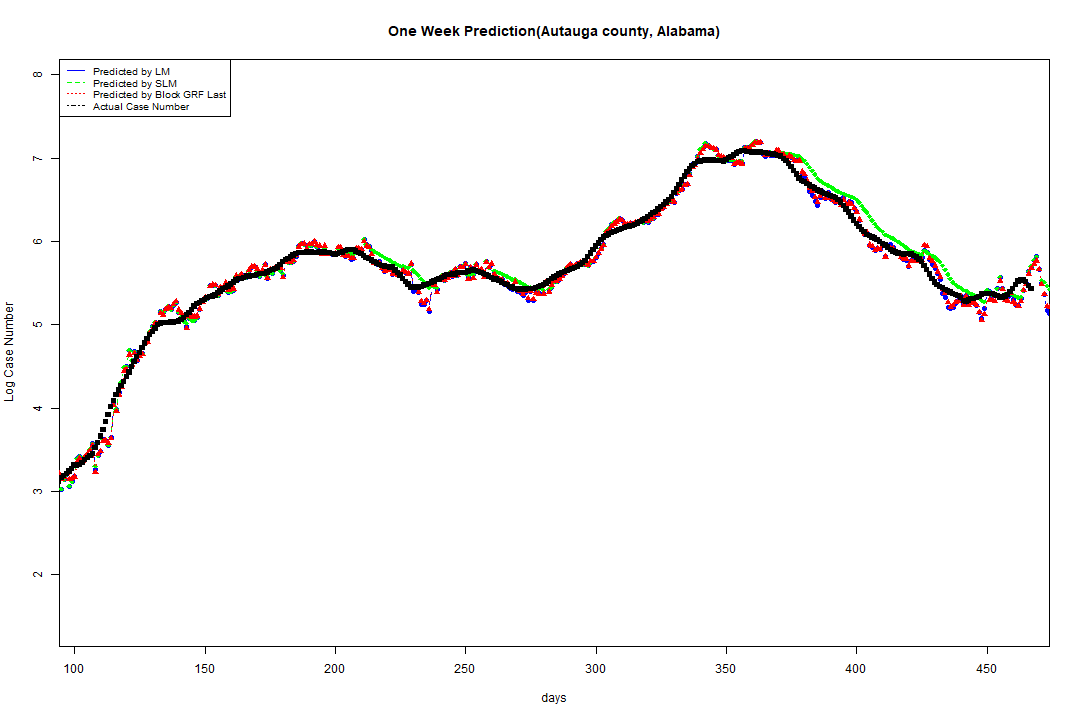 One Week Prediction(Autauga county, Alabama)
Predicted by LM
Predicted by SLM
Predicted by Block GRF Last
Actual Case Number
8
7
6
5
4
3
2
Log Case Number
100 150 200 250 300 350 400 450
days